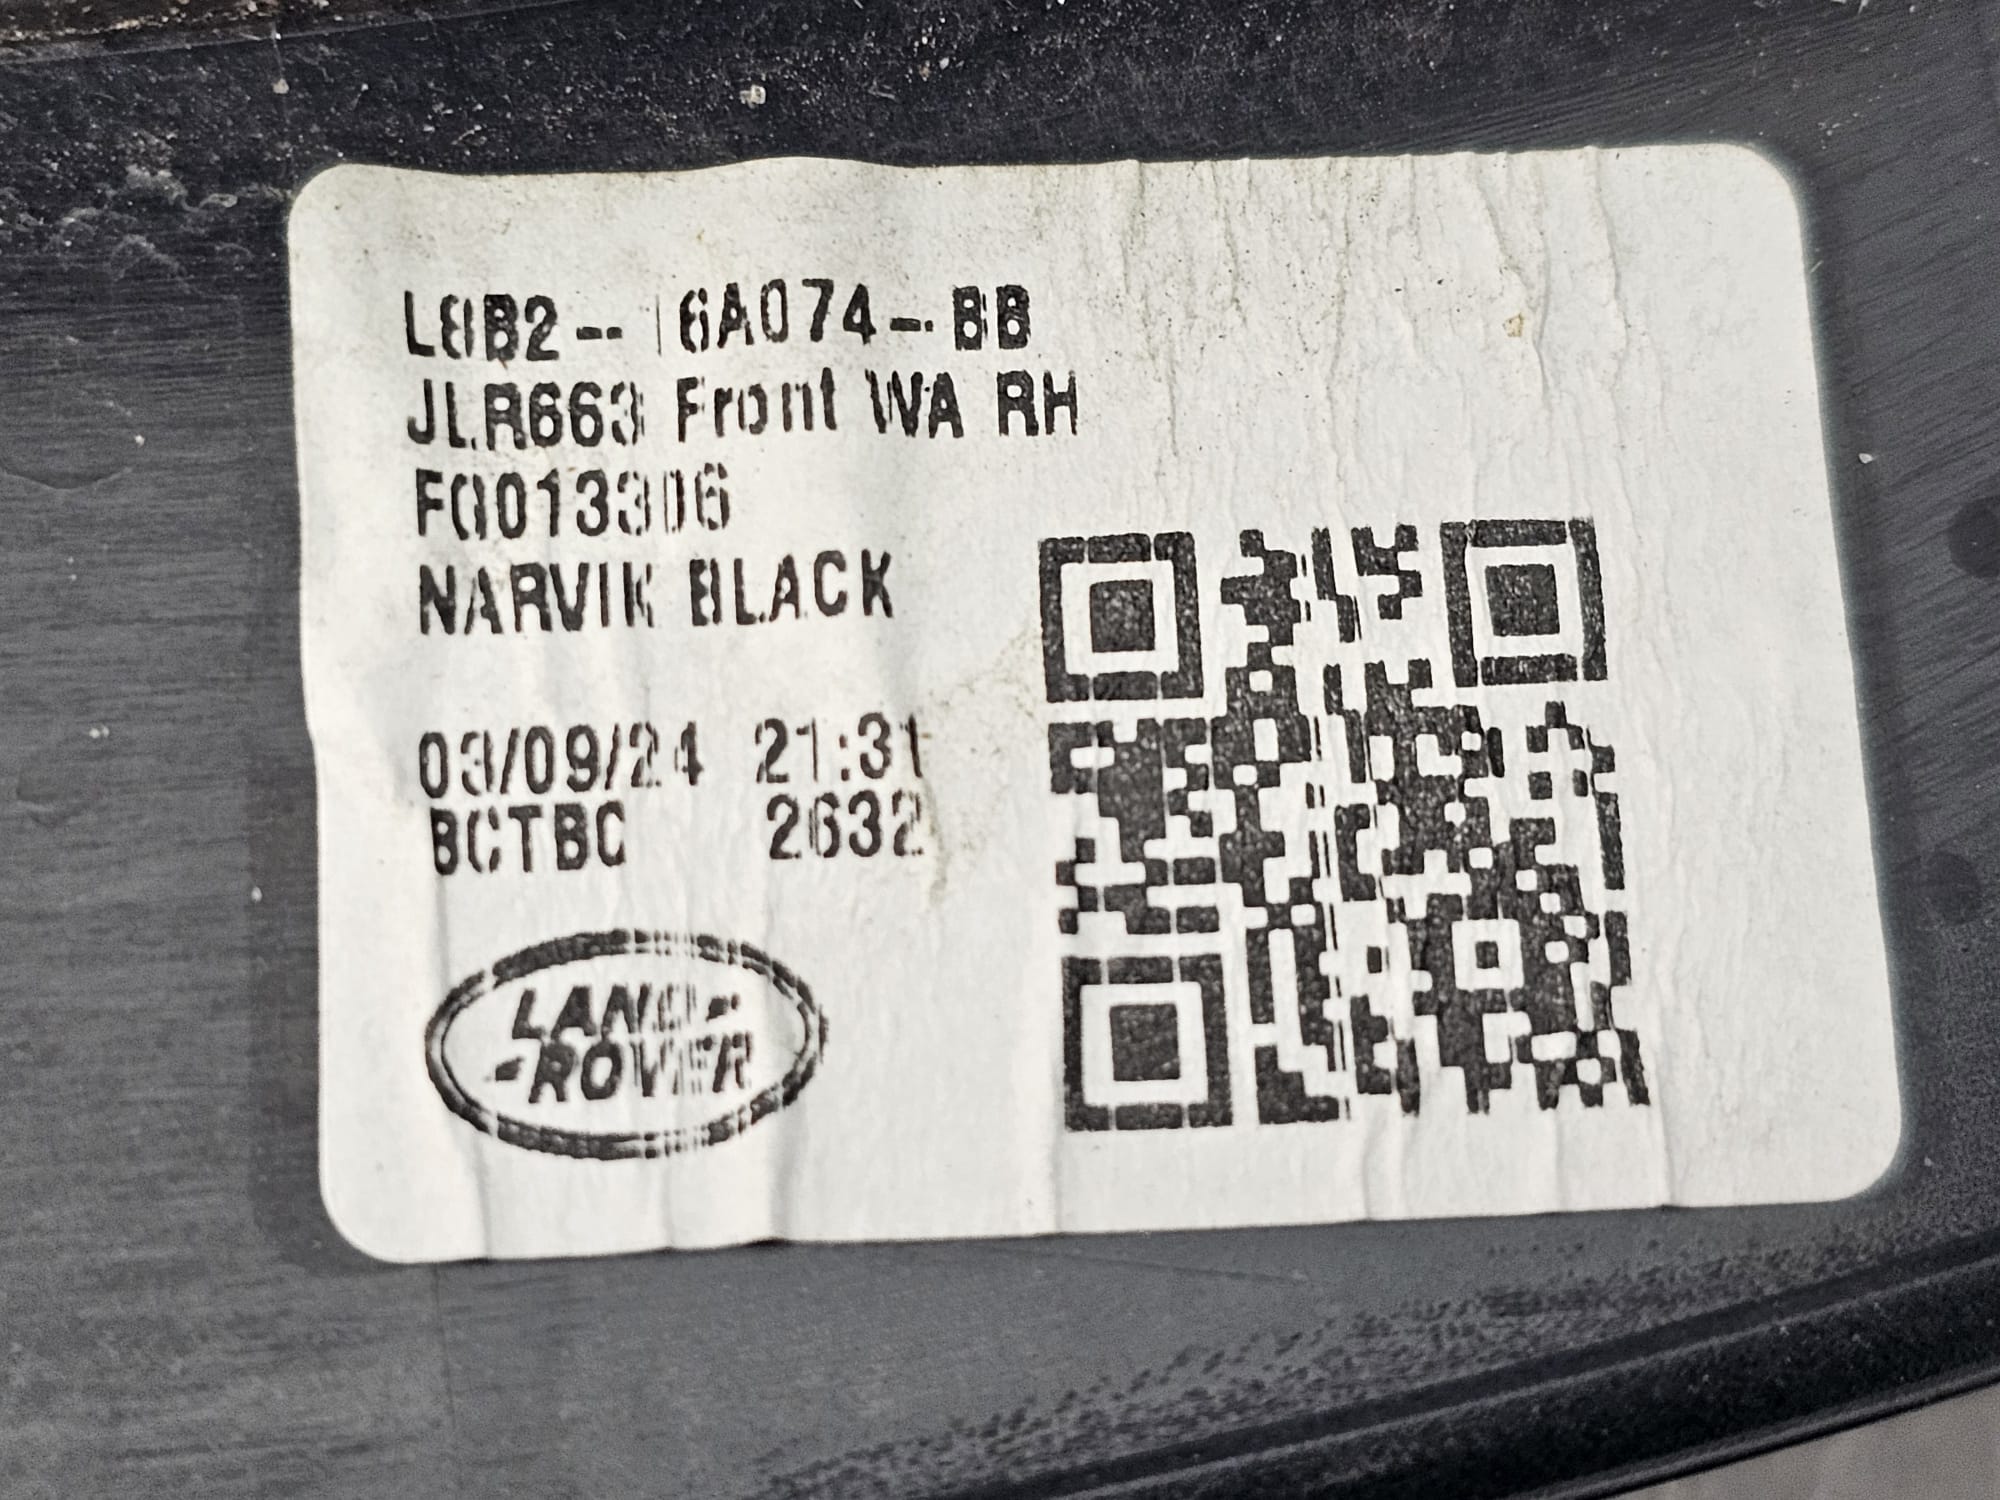 L8B2-16A074-BB
JLR663 Front WA RH
F0013306
NARVIK BLACK
03/09/24 21:31
BCTBC 2632
LAND-
-ROVER